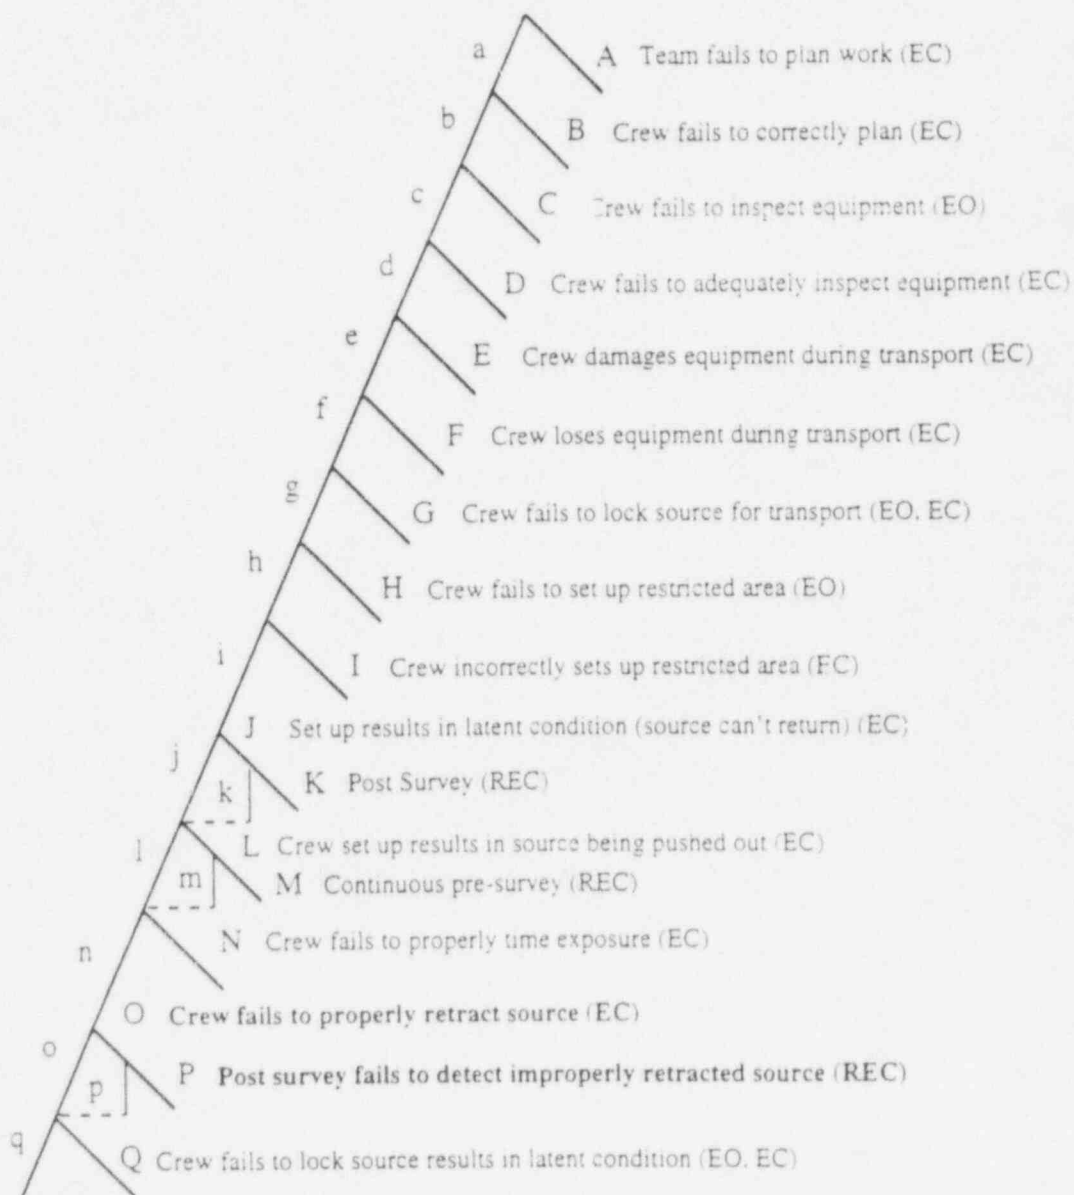 a
A Team fails to plan work (EC)
b
B Crew fails to correctly plan (EC)
c
C Crew fails to inspect equipment (EO)
d
D Crew fails to adequately inspect equipment (EC)
e
E Crew damages equipment during transport (EC)
f
F Crew loses equipment during transport (EC)
g
G Crew fails to lock source for transport (EO, EC)
h
H Crew fails to set up restricted area (EO)
i
I Crew incorrectly sets up restricted area (EC)
J Set up results in latent condition (source can't return) (EC)
j
k
K Post Survey (REC)
l
L Crew set up results in source being pushed out (EC)
m
M Continuous pre-survey (REC)
n
N Crew fails to properly time exposure (EC)
O Crew fails to properly retract source (EC)
o
p
P Post survey fails to detect improperly retracted source (REC)
q
Q Crew fails to lock source results in latent condition (EO, EC)